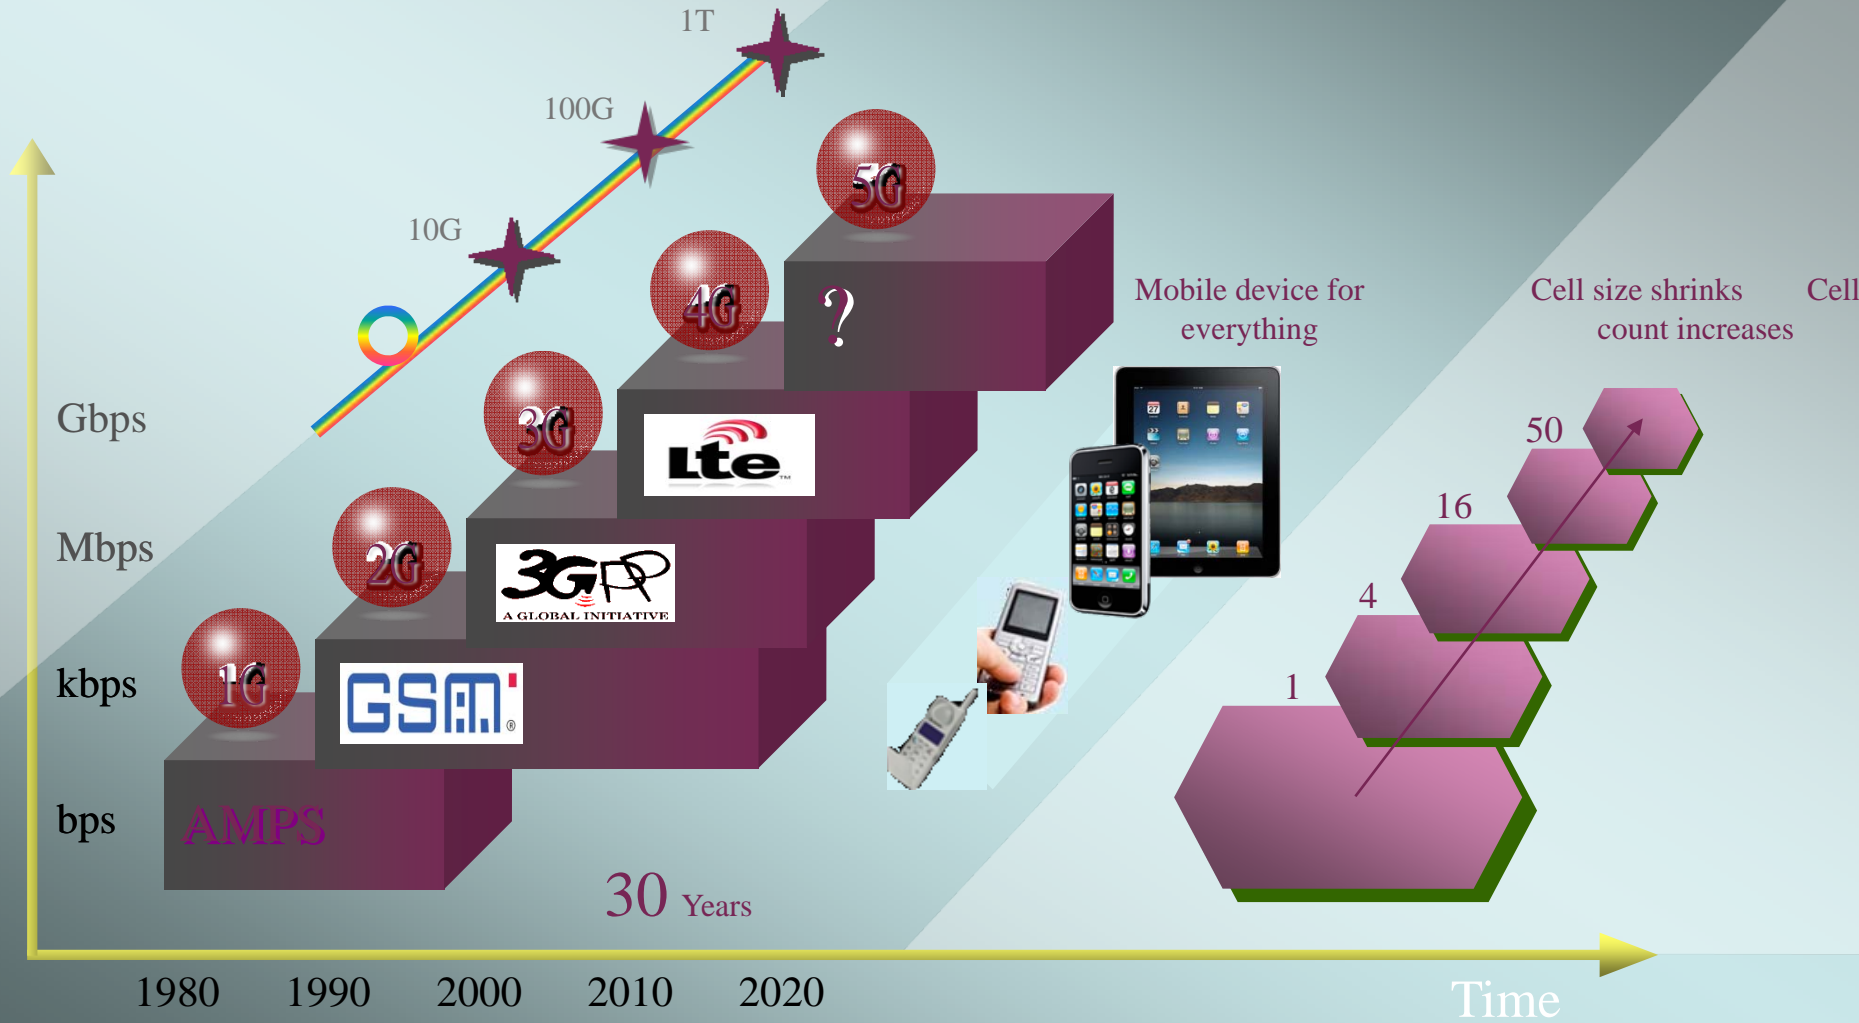 1T
100G
10G
5G
?
4G
Lte
TM
3G
3GPP
A GLOBAL INITIATIVE
2G
GSM
®
1G
AMPS
Gbps
Mbps
kbps
bps
30 Years
1980 1990 2000 2010 2020
Time
Mobile device for
everything
27
Cell size shrinks Cell
count increases
50
16
4
1